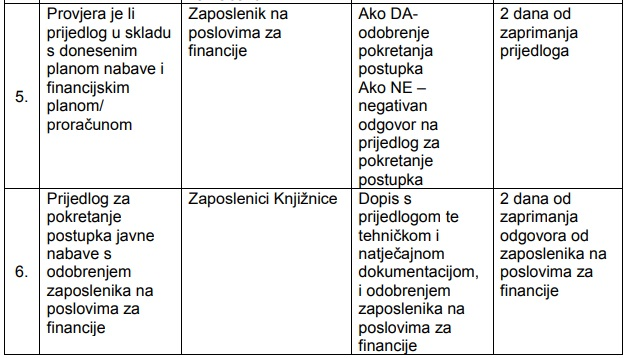 5.
Provjera je li
prijedlog u skladu
s donesenim
planom nabave i
financijskim
planom/
proračunom
Zaposlenik na
poslovima za
financije
Ako DA-
odobrenje
pokretanja
postupka
Ako NE –
negativan
odgovor na
prijedlog za
pokretanje
postupka
2 dana od
zaprimanja
prijedloga
6.
Prijedlog za
pokretanje
postupka javne
nabave s
odobrenjem
zaposlenika na
poslovima za
financije
Zaposlenici Knjižnice
Dopis s
prijedlogom te
tehničkom i
natječajnom
dokumentacijom,
i odobrenjem
zaposlenika na
poslovima za
financije
2 dana od
zaprimanja
odgovora od
zaposlenika na
poslovima za
financije